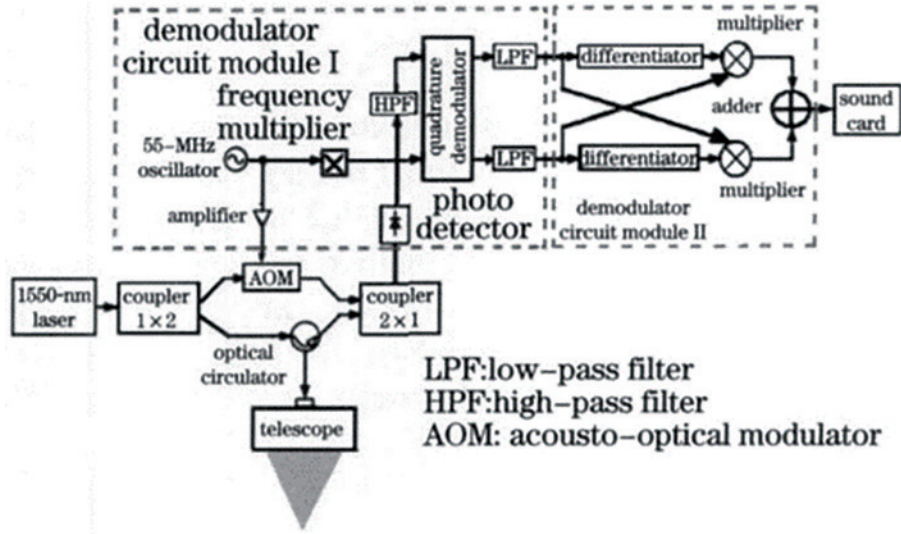 demodulator
circuit module I
frequency
multiplier
55-MHz
oscillator
amplifier
HPF
quadrature
demodulator
LPF
LPF
photo
detector
differentiator
differentiator
multiplier
adder
multiplier
demodulator
circuit module II
sound
card
1550-nm
laser
coupler
1×2
AOM
optical
circulator
coupler
2×1
telescope
LPF:low-pass filter
HPF:high-pass filter
AOM: acousto-optical modulator